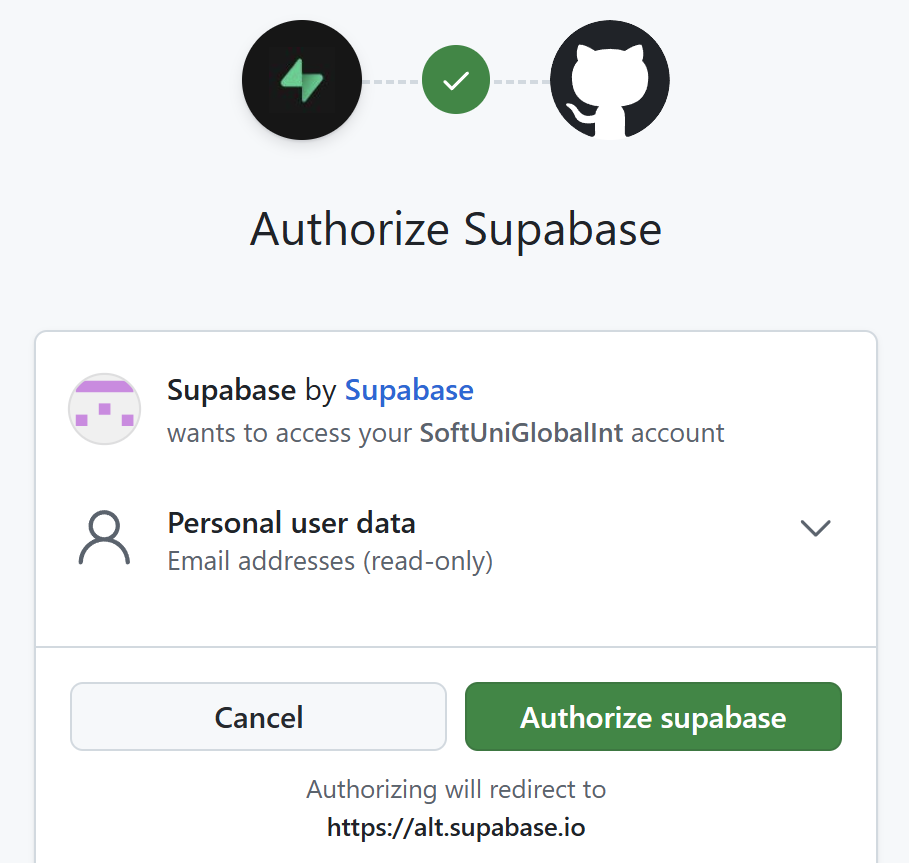 Authorize Supabase
Supabase by Supabase
wants to access your SoftUniGlobalInt account
Personal user data
Email addresses (read-only)
Cancel
Authorize supabase
Authorizing will redirect to
https://alt.supabase.io